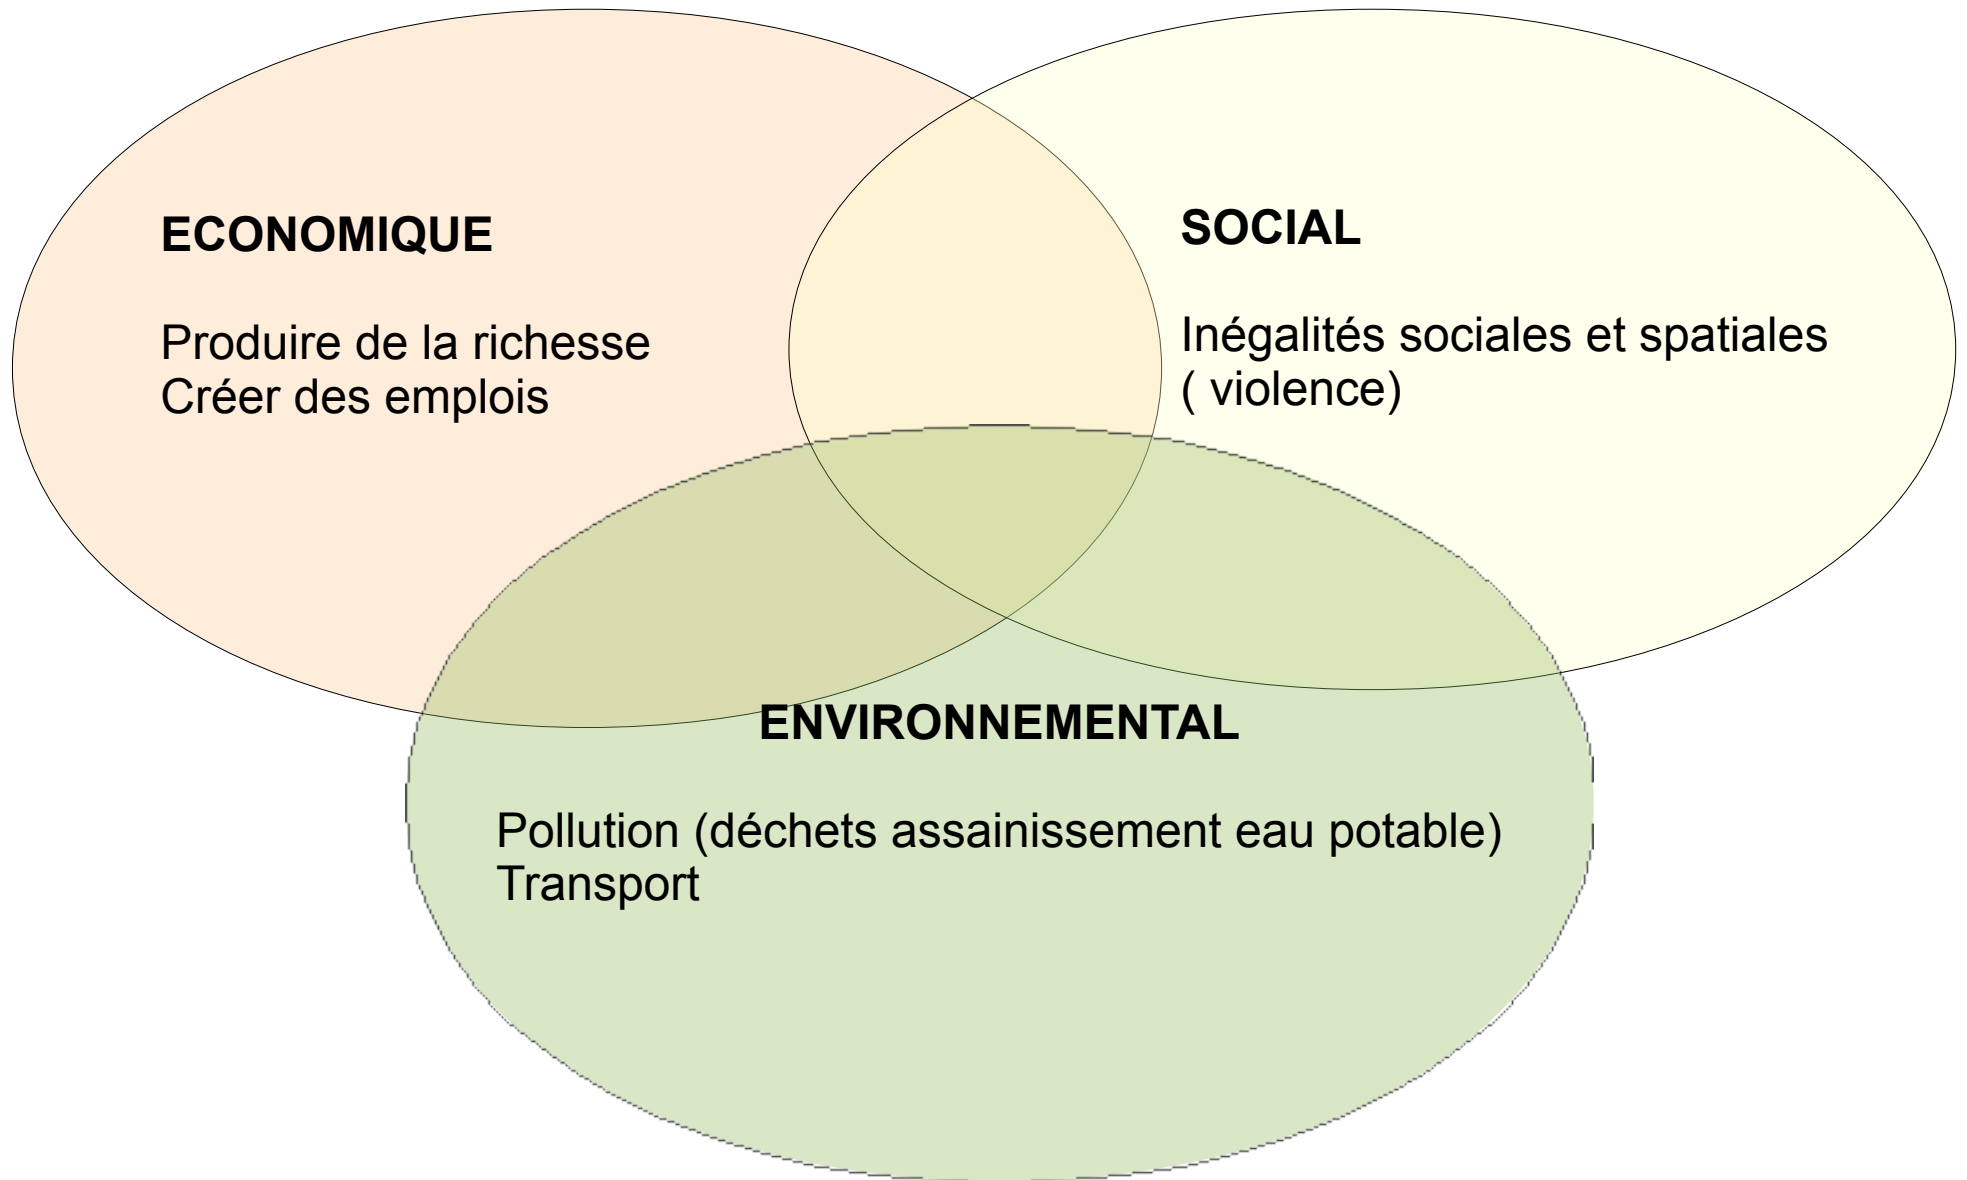 ECONOMIQUE
Produire de la richesse
Créer des emplois
SOCIAL
Inégalités sociales et spatiales
( violence)
ENVIRONNEMENTAL
Pollution (déchets assainissement eau potable)
Transport